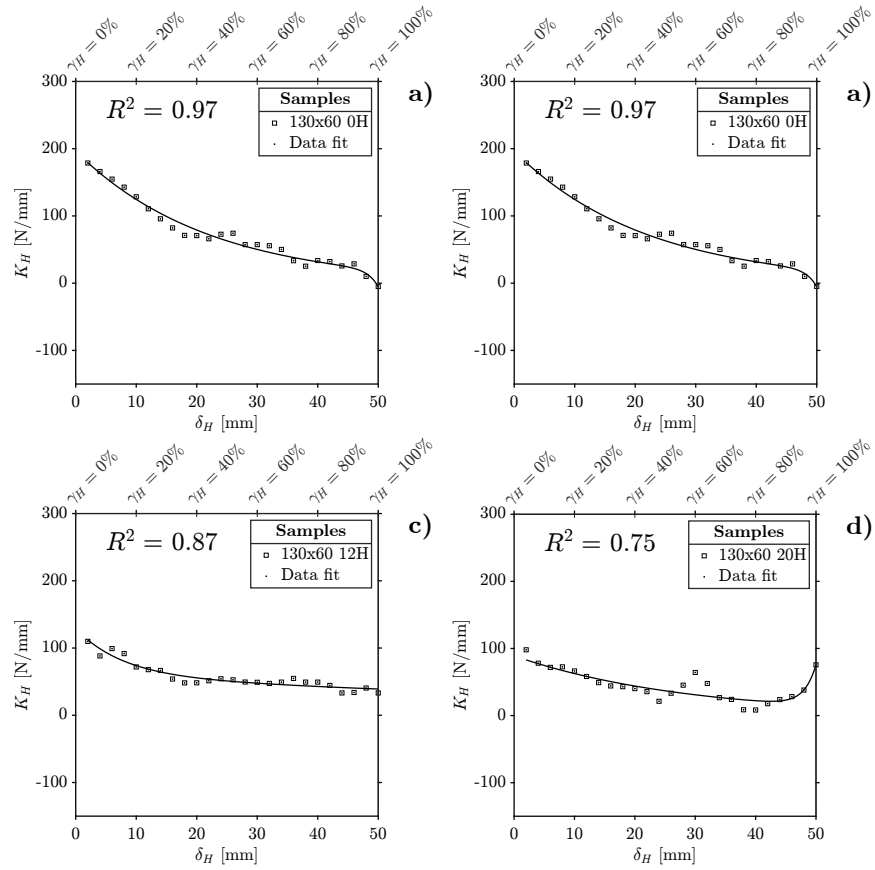 γH = 0% γH = 20% γH = 40% γH = 60% γH = 80% γH = 100%
a)
R² = 0.97
Samples
130x60 0H
Data fit
300
200
100
0
-100
KH [N/mm]
0 10 20 30 40 50
δH [mm]
γH = 0% γH = 20% γH = 40% γH = 60% γH = 80% γH = 100%
a)
R² = 0.97
Samples
130x60 0H
Data fit
300
200
100
0
-100
KH [N/mm]
0 10 20 30 40 50
δH [mm]
γH = 0% γH = 20% γH = 40% γH = 60% γH = 80% γH = 100%
c)
R² = 0.87
Samples
130x60 12H
Data fit
300
200
100
0
-100
KH [N/mm]
0 10 20 30 40 50
δH [mm]
γH = 0% γH = 20% γH = 40% γH = 60% γH = 80% γH = 100%
d)
R² = 0.75
Samples
130x60 20H
Data fit
300
200
100
0
-100
KH [N/mm]
0 10 20 30 40 50
δH [mm]